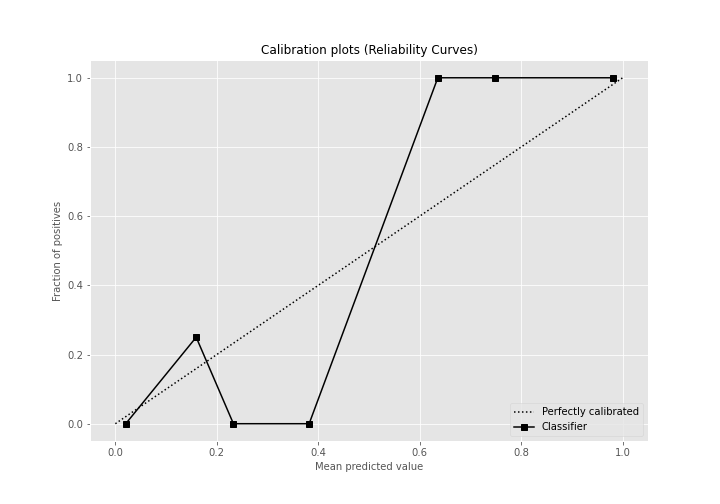 Calibration plots (Reliability Curves)
1.0
0.8
0.6
0.4
0.2
0.0
Fraction of positives
0.0 0.2 0.4 0.6 0.8 1.0
Mean predicted value
Perfectly calibrated
Classifier